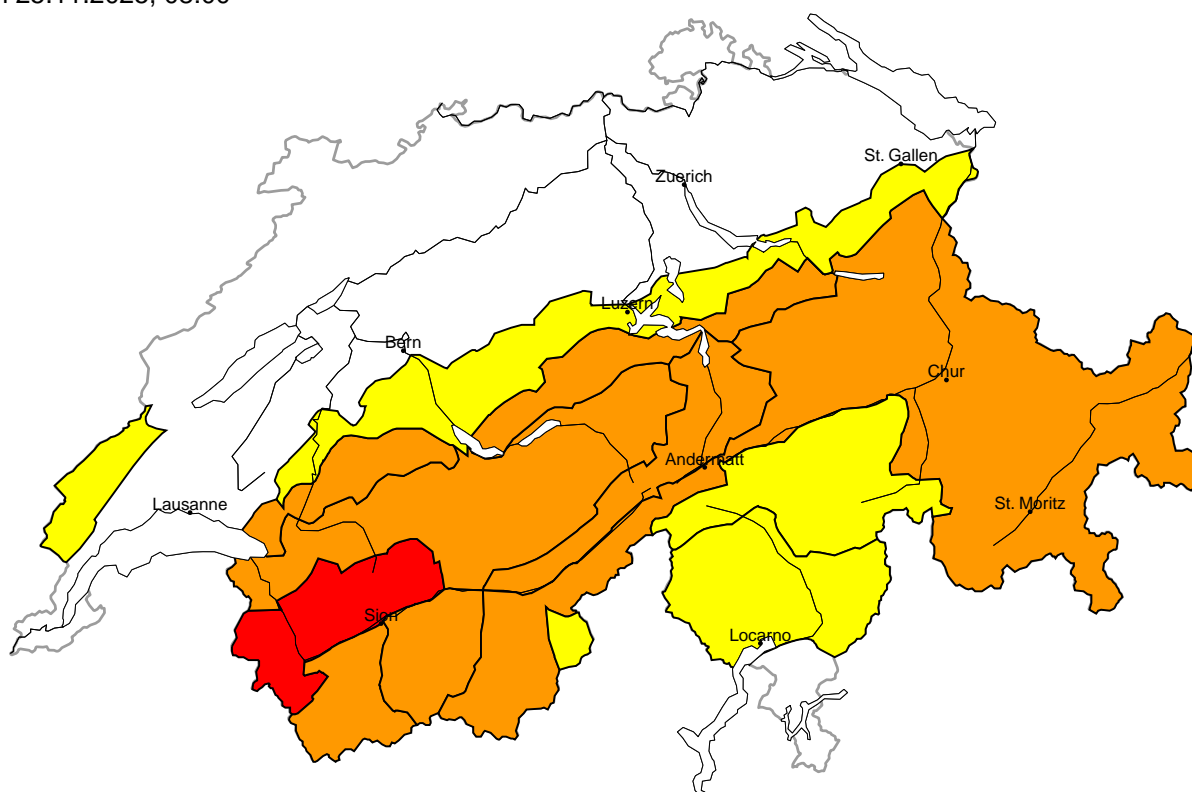 St. Gallen
Zuerich
Luzern
Bern
Chur
Andermatt
St. Moritz
Lausanne
Sion
Locarno